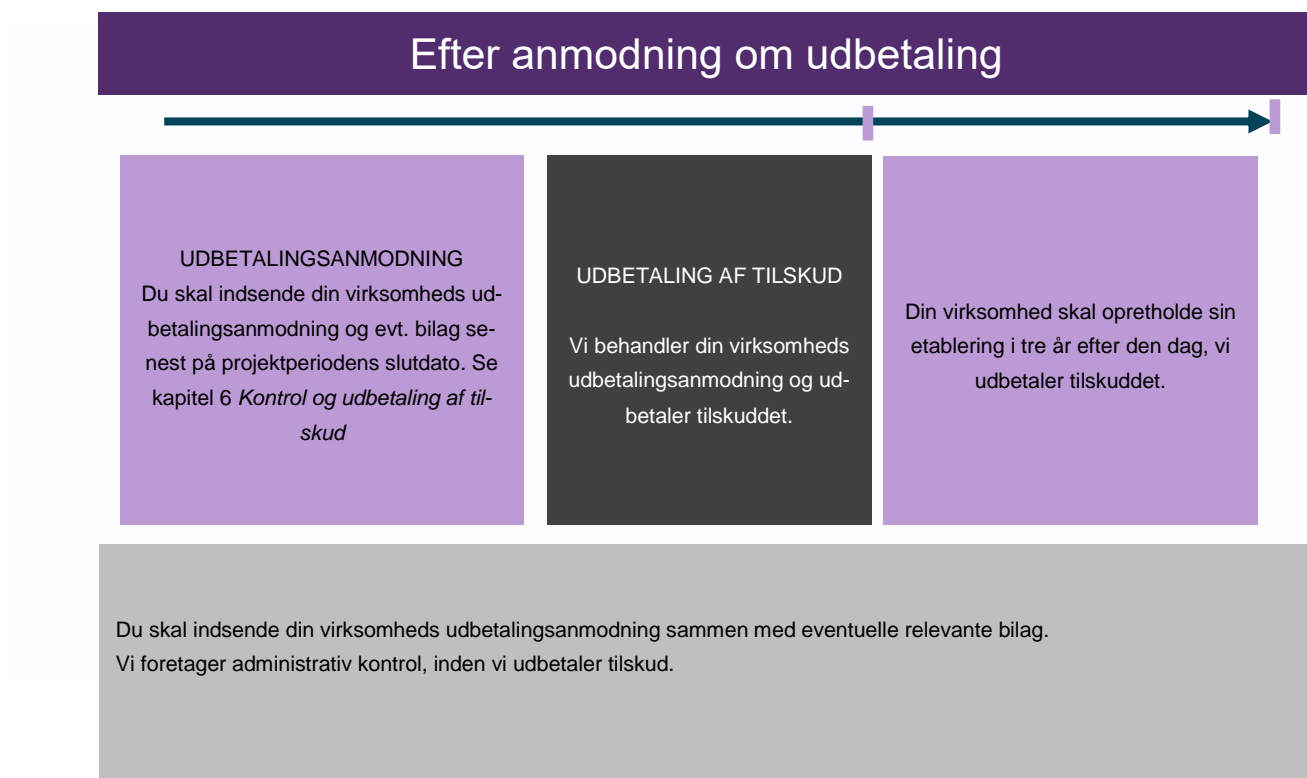 Efter anmodning om udbetaling
UDBETALINGSANMODNING
Du skal indsende din virksomheds ud-
betalingsanmodning og evt. bilag se-
nest på projektperiodens slutdato. Se
kapitel 6 Kontrol og udbetaling af til-
skud
UDBETALING AF TILSKUD
Vi behandler din virksomheds
udbetalingsanmodning og ud-
betaler tilskuddet.
Din virksomhed skal opretholde sin
etablering i tre år efter den dag, vi
udbetaler tilskuddet.
Du skal indsende din virksomheds udbetalingsanmodning sammen med eventuelle relevante bilag.
Vi foretager administrativ kontrol, inden vi udbetaler tilskud.